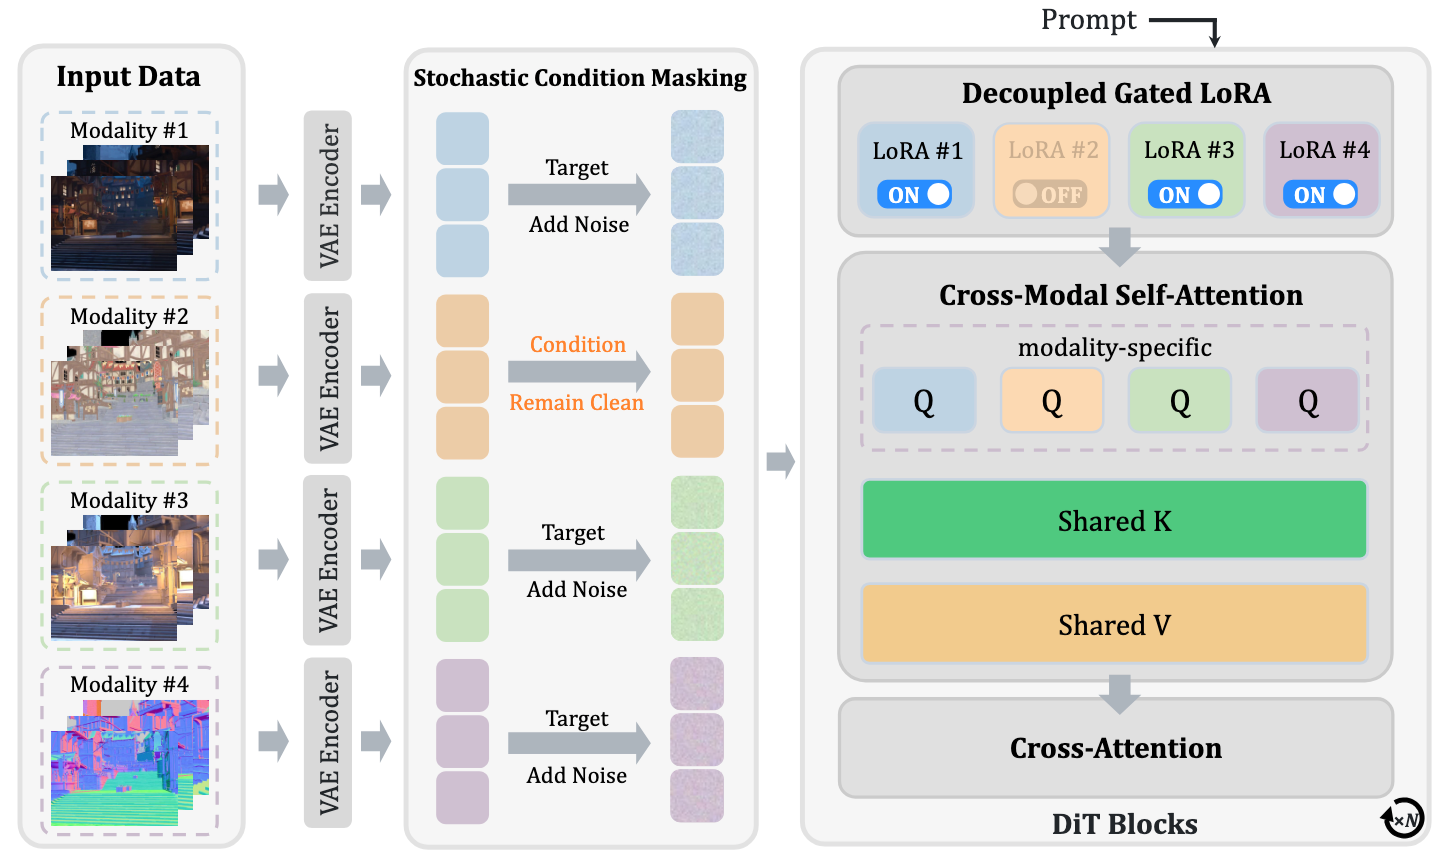 Prompt
Input Data
Modality #1
Modality #2
Modality #3
Modality #4
VAE Encoder
VAE Encoder
VAE Encoder
VAE Encoder
Stochastic Condition Masking
Target
Add Noise
Condition
Remain Clean
Target
Add Noise
Target
Add Noise
Decoupled Gated LoRA
LoRA #1
LoRA #2
LoRA #3
LoRA #4
ON
OFF
ON
ON
Cross-Modal Self-Attention
modality-specific
Q
Q
Q
Q
Shared K
Shared V
Cross-Attention
DiT Blocks
×N